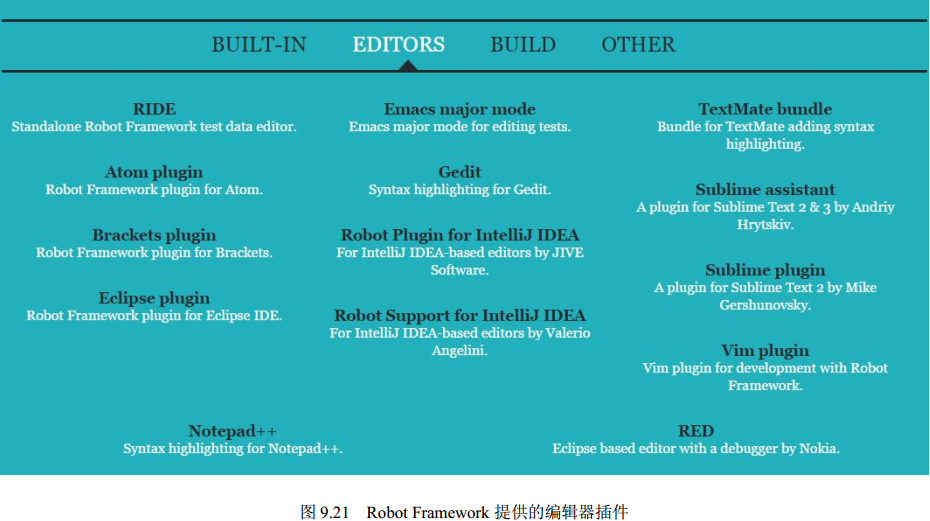 BUILT-IN EDITORS BUILD OTHER
RIDE
Standalone Robot Framework test data editor.
Atom plugin
Robot Framework plugin for Atom.
Brackets plugin
Robot Framework plugin for Brackets.
Eclipse plugin
Robot Framework plugin for Eclipse IDE.
Emacs major mode
Emacs major mode for editing tests.
Gedit
Syntax highlighting for Gedit.
Robot Plugin for IntelliJ IDEA
For IntelliJ IDEA-based editors by JIVE
Software.
Robot Support for IntelliJ IDEA
For IntelliJ IDEA-based editors by Valerio
Angelini.
TextMate bundle
Bundle for TextMate adding syntax
highlighting.
Sublime assistant
A plugin for Sublime Text 2 & 3 by Andriy
Hrytskiv.
Sublime plugin
A plugin for Sublime Text 2 by Mike
Gershunovsky.
Vim plugin
Vim plugin for development with Robot
Framework.
Notepad++
Syntax highlighting for Notepad++.
RED
Eclipse based editor with a debugger by Nokia.
图 9.21 Robot Framework 提供的编辑器插件